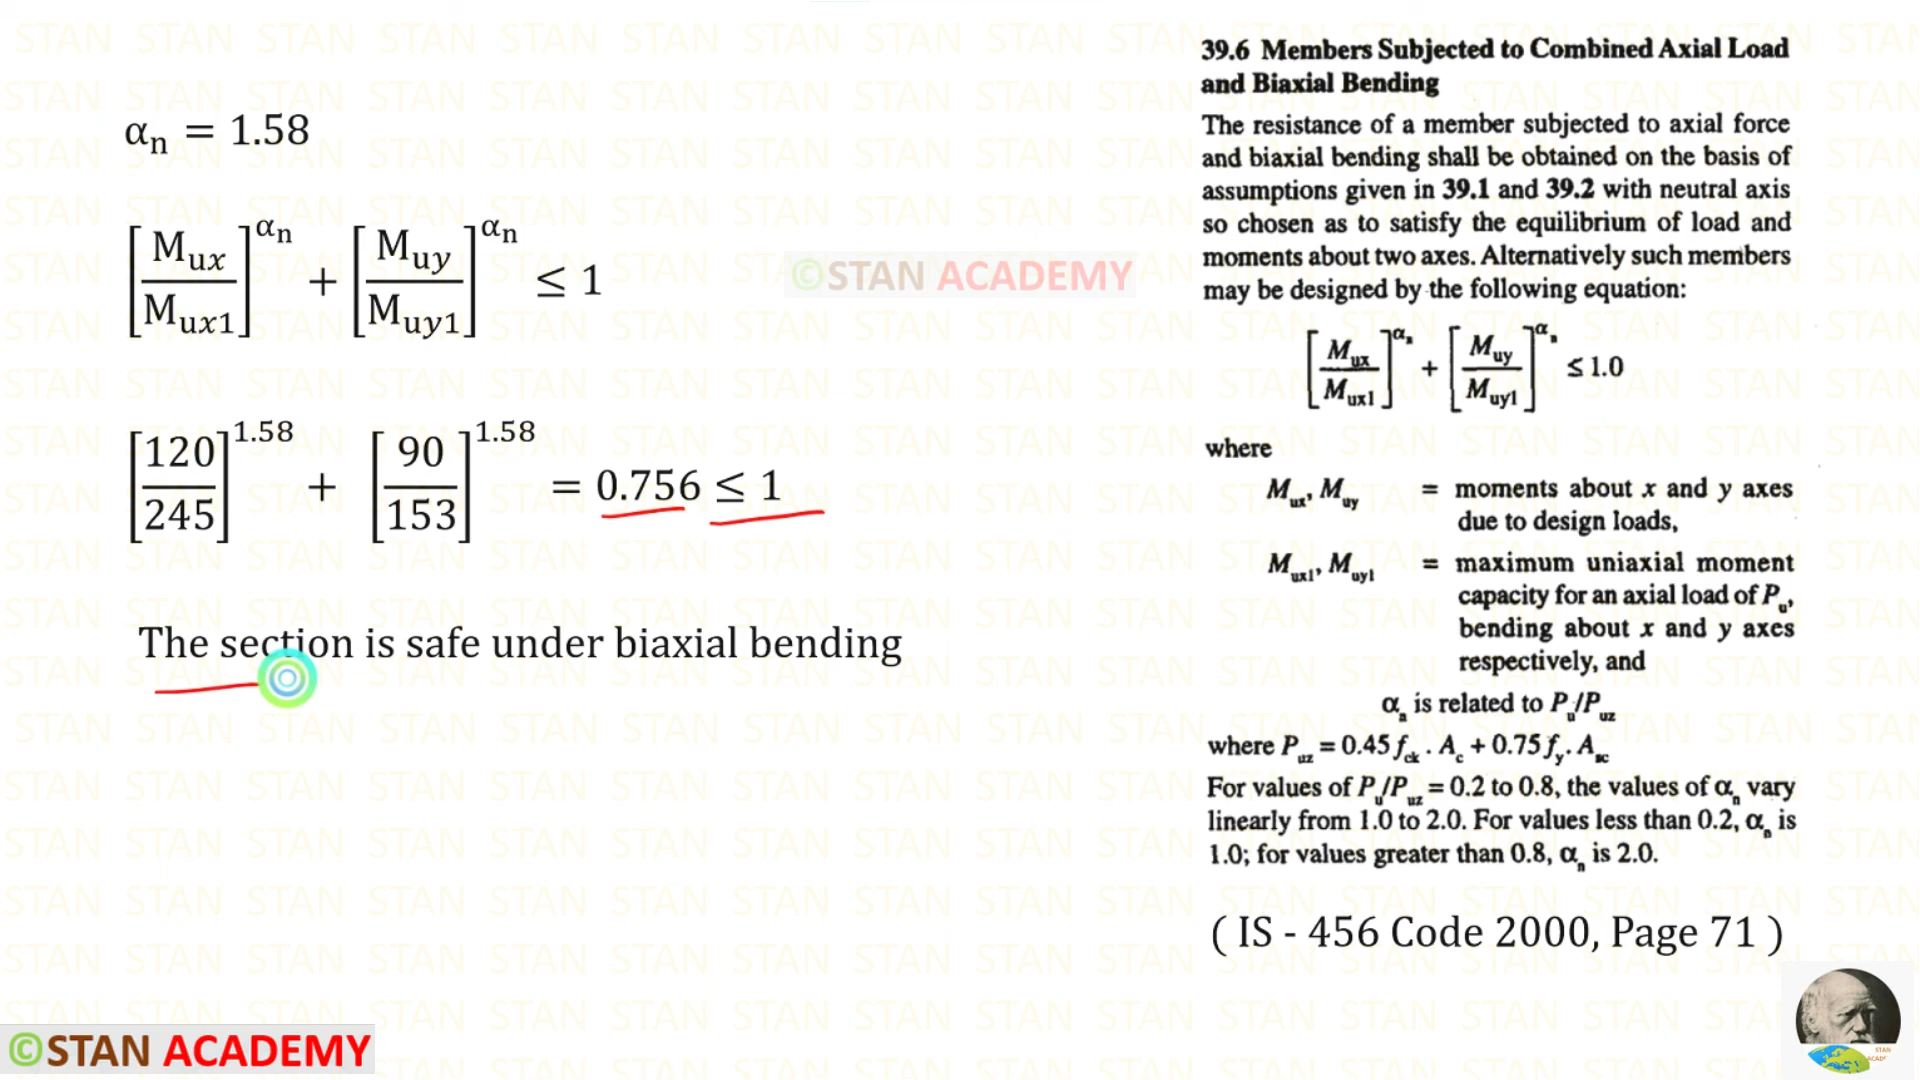 αn = 1.58
[Mux/Mux1]^αn + [Muy/Muy1]^αn ≤ 1
[120/245]^1.58 + [90/153]^1.58 = 0.756 ≤ 1
The section is safe under biaxial bending
©STAN ACADEMY
39.6 Members Subjected to Combined Axial Load
and Biaxial Bending
The resistance of a member subjected to axial force
and biaxial bending shall be obtained on the basis of
assumptions given in 39.1 and 39.2 with neutral axis
so chosen as to satisfy the equilibrium of load and
moments about two axes. Alternatively such members
may be designed by the following equation:
[Mux/Mux1]^αn + [Muy/Muy1]^αn ≤ 1.0
where
Mux, Muy = moments about x and y axes
due to design loads,
Mux1, Muy1 = maximum uniaxial moment
capacity for an axial load of Pu,
bending about x and y axes
respectively, and
αn is related to Pu/Puz
where Puz = 0.45 fck . Ac + 0.75 fy . Asc
For values of Pu/Puz = 0.2 to 0.8, the values of αn vary
linearly from 1.0 to 2.0. For values less than 0.2, αn is
1.0; for values greater than 0.8, αn is 2.0.
( IS - 456 Code 2000, Page 71 )
©STAN ACADEMY